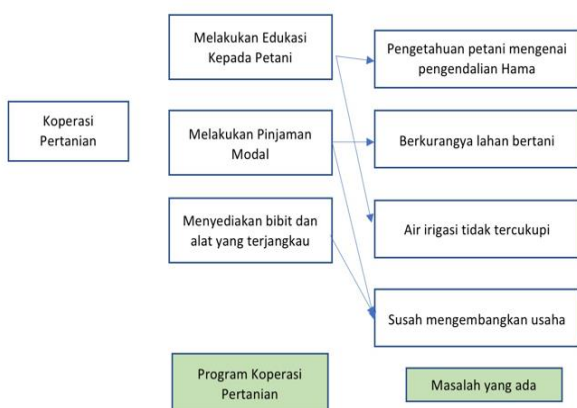 Melakukan Edukasi
Kepada Petani
Pengetahuan petani mengenai
pengendalian Hama
Koperasi
Pertanian
Melakukan Pinjaman
Modal
Berkurangya lahan bertani
Menyediakan bibit dan
alat yang terjangkau
Air irigasi tidak tercukupi
Susah mengembangkan usaha
Program Koperasi
Pertanian
Masalah yang ada